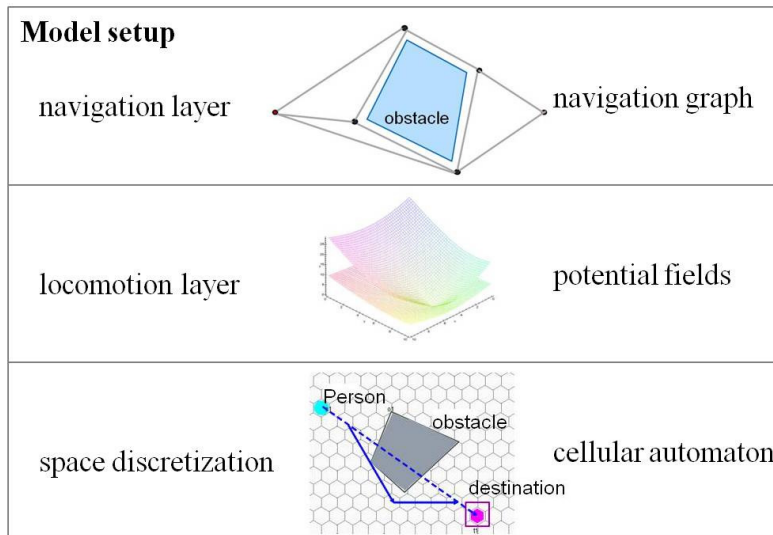 Model setup
navigation layer
obstacle
navigation graph
locomotion layer
potential fields
Person
obstacle
space discretization
cellular automaton
destination